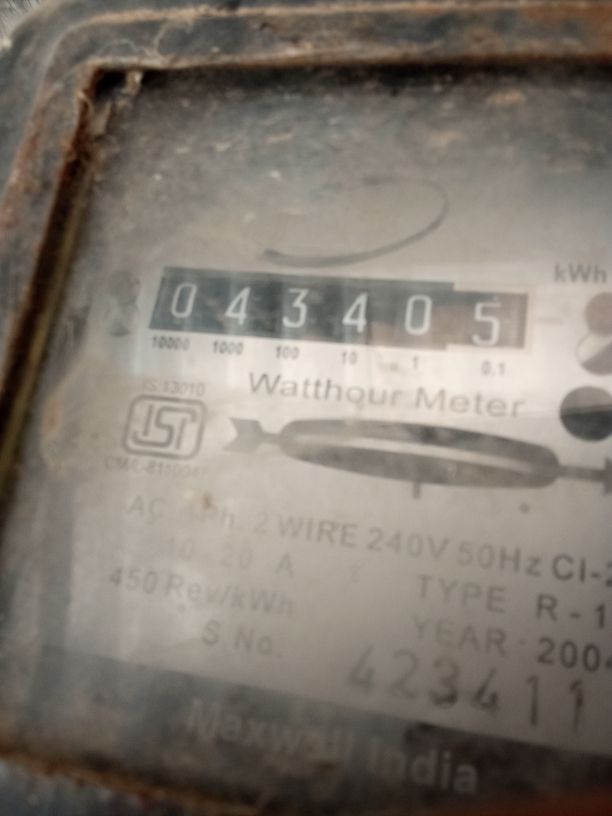 kWh
0 4 3 4 0 5
10000 1000 100 10 1 0.1
Watthour Meter
IS 13010
ISI
AC 1Ph. 2 WIRE 240V 50Hz Cl-2
10 20 A
TYPE R-1
450 Rev/kWh
YEAR 2004
S No. 423411
Maxwell India